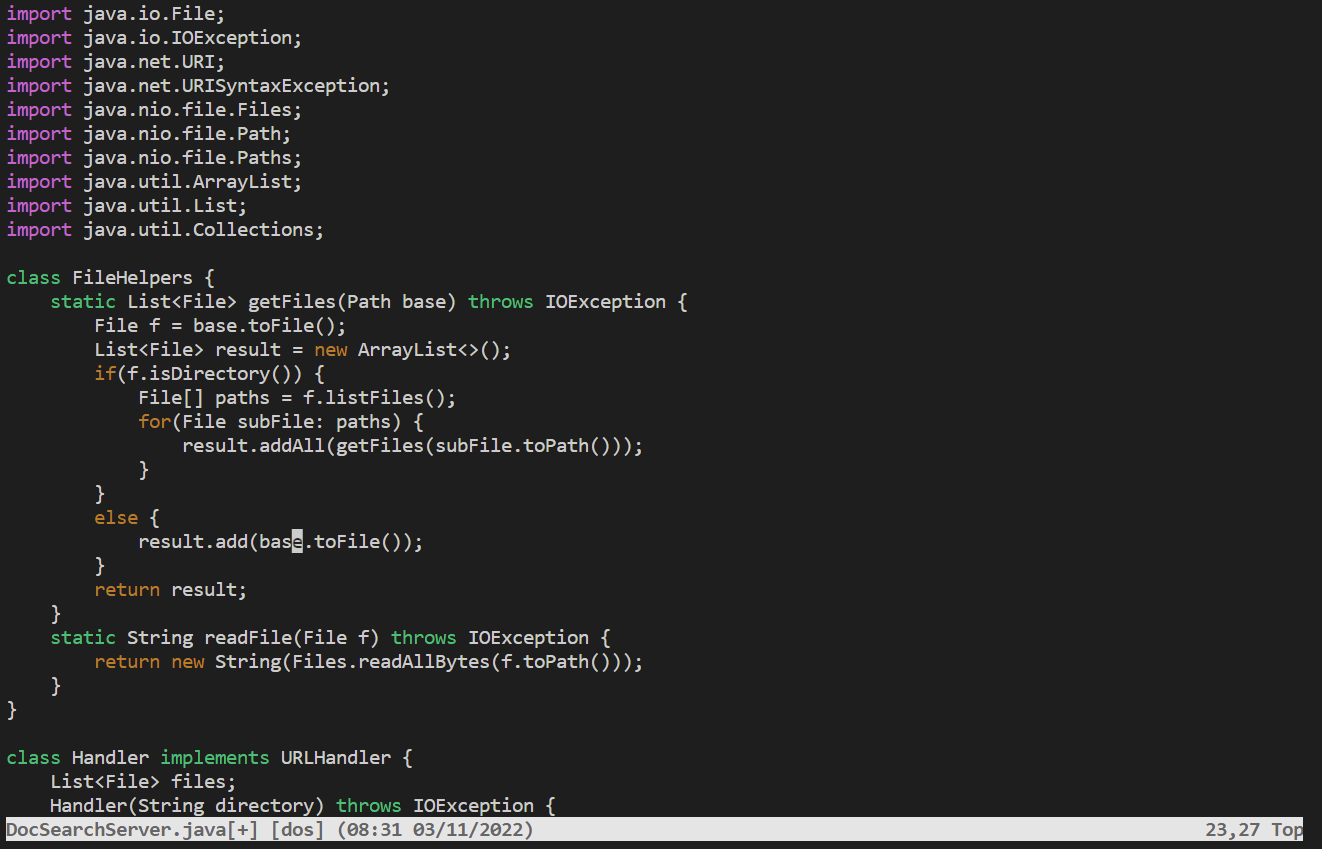 import java.io.File;
import java.io.IOException;
import java.net.URI;
import java.net.URISyntaxException;
import java.nio.file.Files;
import java.nio.file.Path;
import java.nio.file.Paths;
import java.util.ArrayList;
import java.util.List;
import java.util.Collections;

class FileHelpers {
    static List<File> getFiles(Path base) throws IOException {
        File f = base.toFile();
        List<File> result = new ArrayList<>();
        if(f.isDirectory()) {
            File[] paths = f.listFiles();
            for(File subFile: paths) {
                result.addAll(getFiles(subFile.toPath()));
            }
        }
        else {
            result.add(base.toFile());
        }
        return result;
    }
    static String readFile(File f) throws IOException {
        return new String(Files.readAllBytes(f.toPath()));
    }
}

class Handler implements URLHandler {
    List<File> files;
    Handler(String directory) throws IOException {
DocSearchServer.java[+] [dos] (08:31 03/11/2022) 23,27 Top